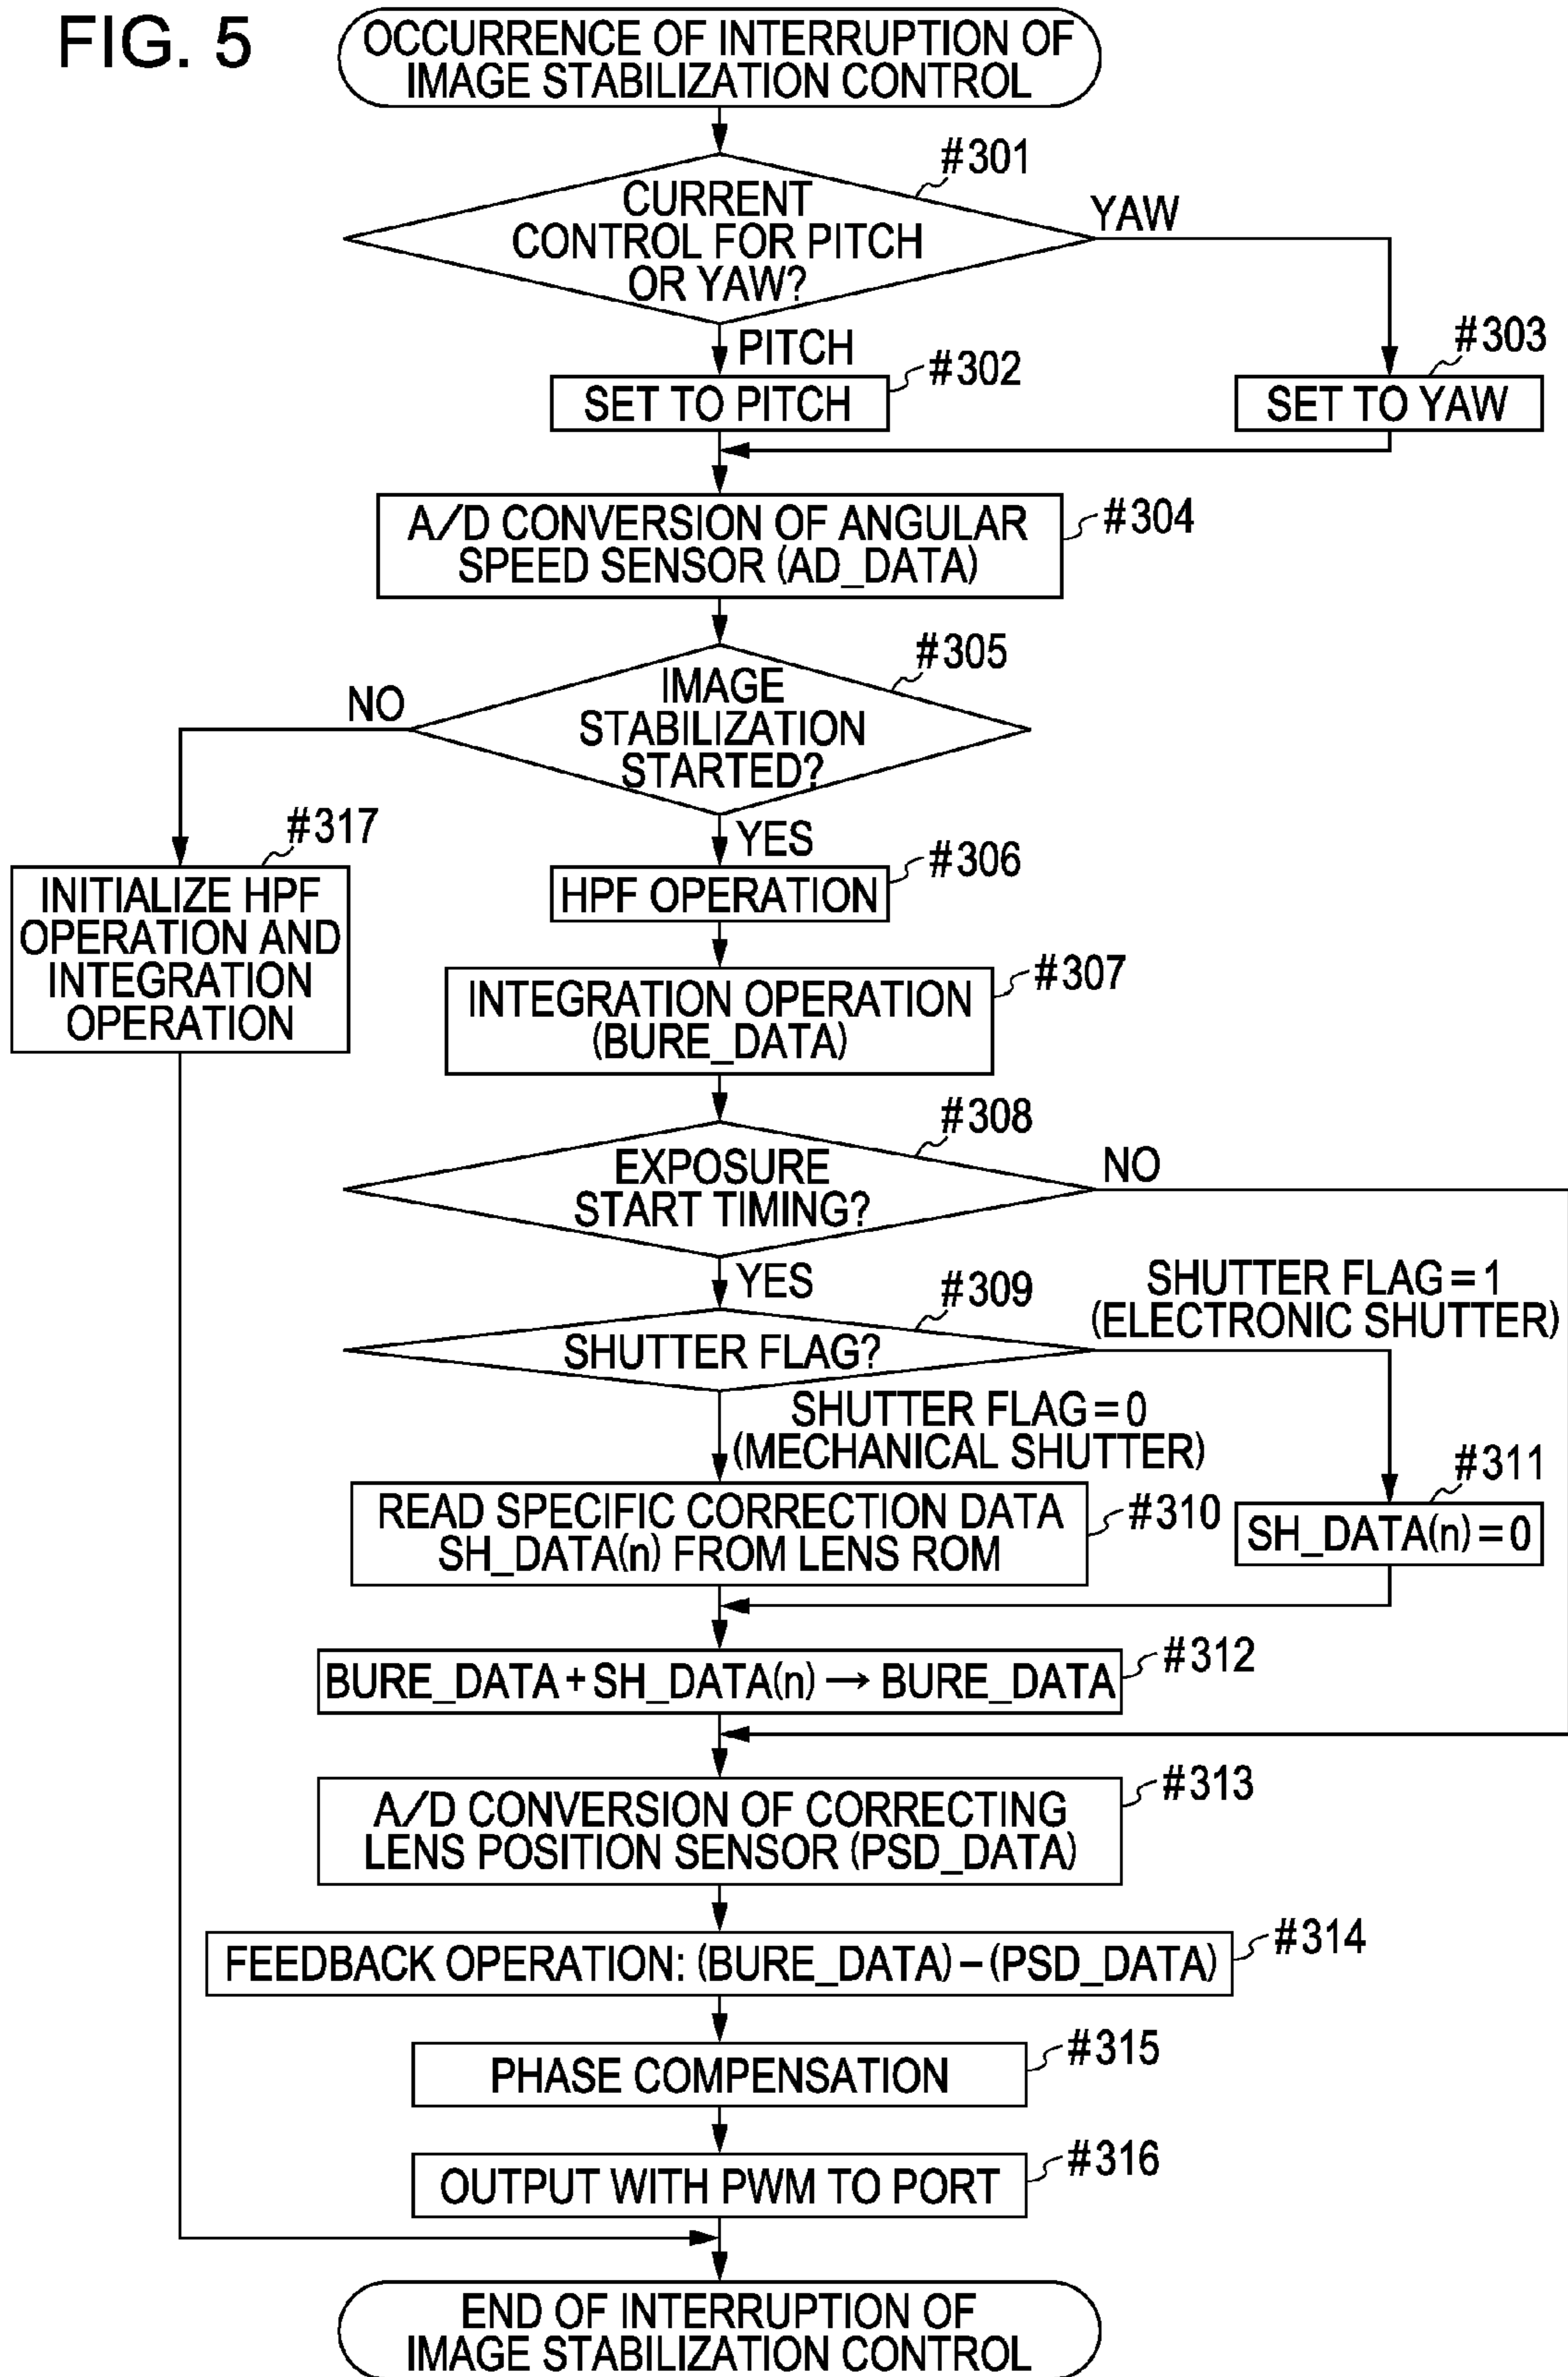 FIG. 5
OCCURRENCE OF INTERRUPTION OF
IMAGE STABILIZATION CONTROL
#301
CURRENT
CONTROL FOR PITCH
OR YAW?
YAW
PITCH
#302
SET TO PITCH
#303
SET TO YAW
#304
A/D CONVERSION OF ANGULAR
SPEED SENSOR (AD_DATA)
#305
IMAGE
STABILIZATION
STARTED?
NO
YES
#317
INITIALIZE HPF
OPERATION AND
INTEGRATION
OPERATION
#306
HPF OPERATION
#307
INTEGRATION OPERATION
(BURE_DATA)
#308
EXPOSURE
START TIMING?
NO
YES
#309
SHUTTER FLAG?
SHUTTER FLAG = 1
(ELECTRONIC SHUTTER)
SHUTTER FLAG = 0
(MECHANICAL SHUTTER)
#310
READ SPECIFIC CORRECTION DATA
SH_DATA(n) FROM LENS ROM
#311
SH_DATA(n) = 0
#312
BURE_DATA + SH_DATA(n) → BURE_DATA
#313
A/D CONVERSION OF CORRECTING
LENS POSITION SENSOR (PSD_DATA)
#314
FEEDBACK OPERATION: (BURE_DATA) – (PSD_DATA)
#315
PHASE COMPENSATION
#316
OUTPUT WITH PWM TO PORT
END OF INTERRUPTION OF
IMAGE STABILIZATION CONTROL